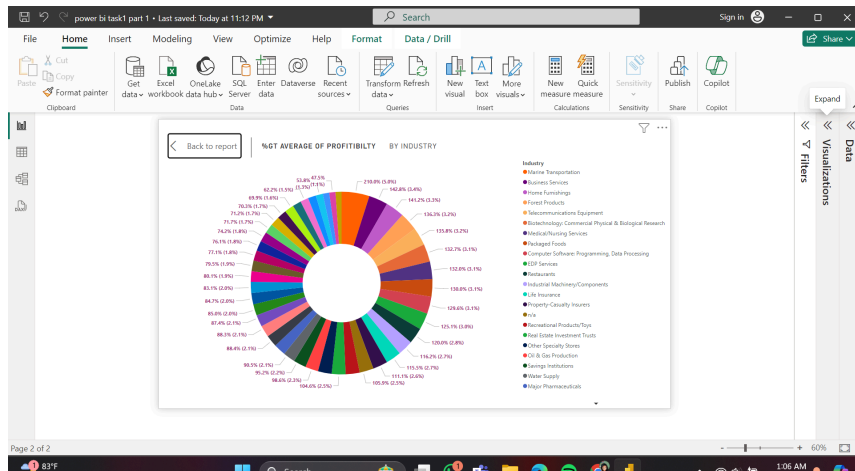 power bi task1 part 1 • Last saved: Today at 11:12 PM
Search
Sign in
File Home Insert Modeling View Optimize Help Format Data / Drill
Share
Paste
Cut
Copy
Format painter
Get data
Excel workbook
OneLake data hub
SQL Server
Enter data
Dataverse
Recent sources
Transform data
Refresh
New visual
Text box
More visuals
New measure
Quick measure
Sensitivity
Publish
Copilot
Clipboard
Data
Queries
Insert
Calculations
Sensitivity
Share
Copilot
Expand
Back to report
%GT AVERAGE OF PROFITIBILTY
BY INDUSTRY
Filters
Visualizations
Data
210.0% (5.0%)
142.8% (3.4%)
141.2% (3.3%)
136.3% (3.2%)
135.8% (3.2%)
132.7% (3.1%)
132.0% (3.1%)
130.0% (3.1%)
129.6% (3.1%)
125.1% (3.0%)
120.0% (2.8%)
116.2% (2.7%)
115.5% (2.7%)
111.1% (2.6%)
105.9% (2.5%)
104.6% (2.5%)
98.6% (2.3%)
95.2% (2.2%)
90.5% (2.1%)
88.4% (2.1%)
88.3% (2.1%)
87.4% (2.1%)
85.0% (2.0%)
84.7% (2.0%)
83.1% (2.0%)
80.1% (1.9%)
79.5% (1.9%)
77.1% (1.8%)
76.1% (1.8%)
74.2% (1.8%)
71.7% (1.7%)
71.2% (1.7%)
70.3% (1.7%)
69.9% (1.6%)
62.2% (1.5%)
53.8% (1.3%)
47.5% (1.1%)
Industry
Marine Transportation
Business Services
Home Furnishings
Forest Products
Telecommunications Equipment
Biotechnology: Commercial Physical & Biological Research
Medical/Nursing Services
Packaged Foods
Computer Software: Programming, Data Processing
EDP Services
Restaurants
Industrial Machinery/Components
Life Insurance
Property-Casualty Insurers
n/a
Recreational Products/Toys
Real Estate Investment Trusts
Other Specialty Stores
Oil & Gas Production
Savings Institutions
Water Supply
Major Pharmaceuticals
Page 2 of 2
60%
1
83°F
Search
1:06 AM